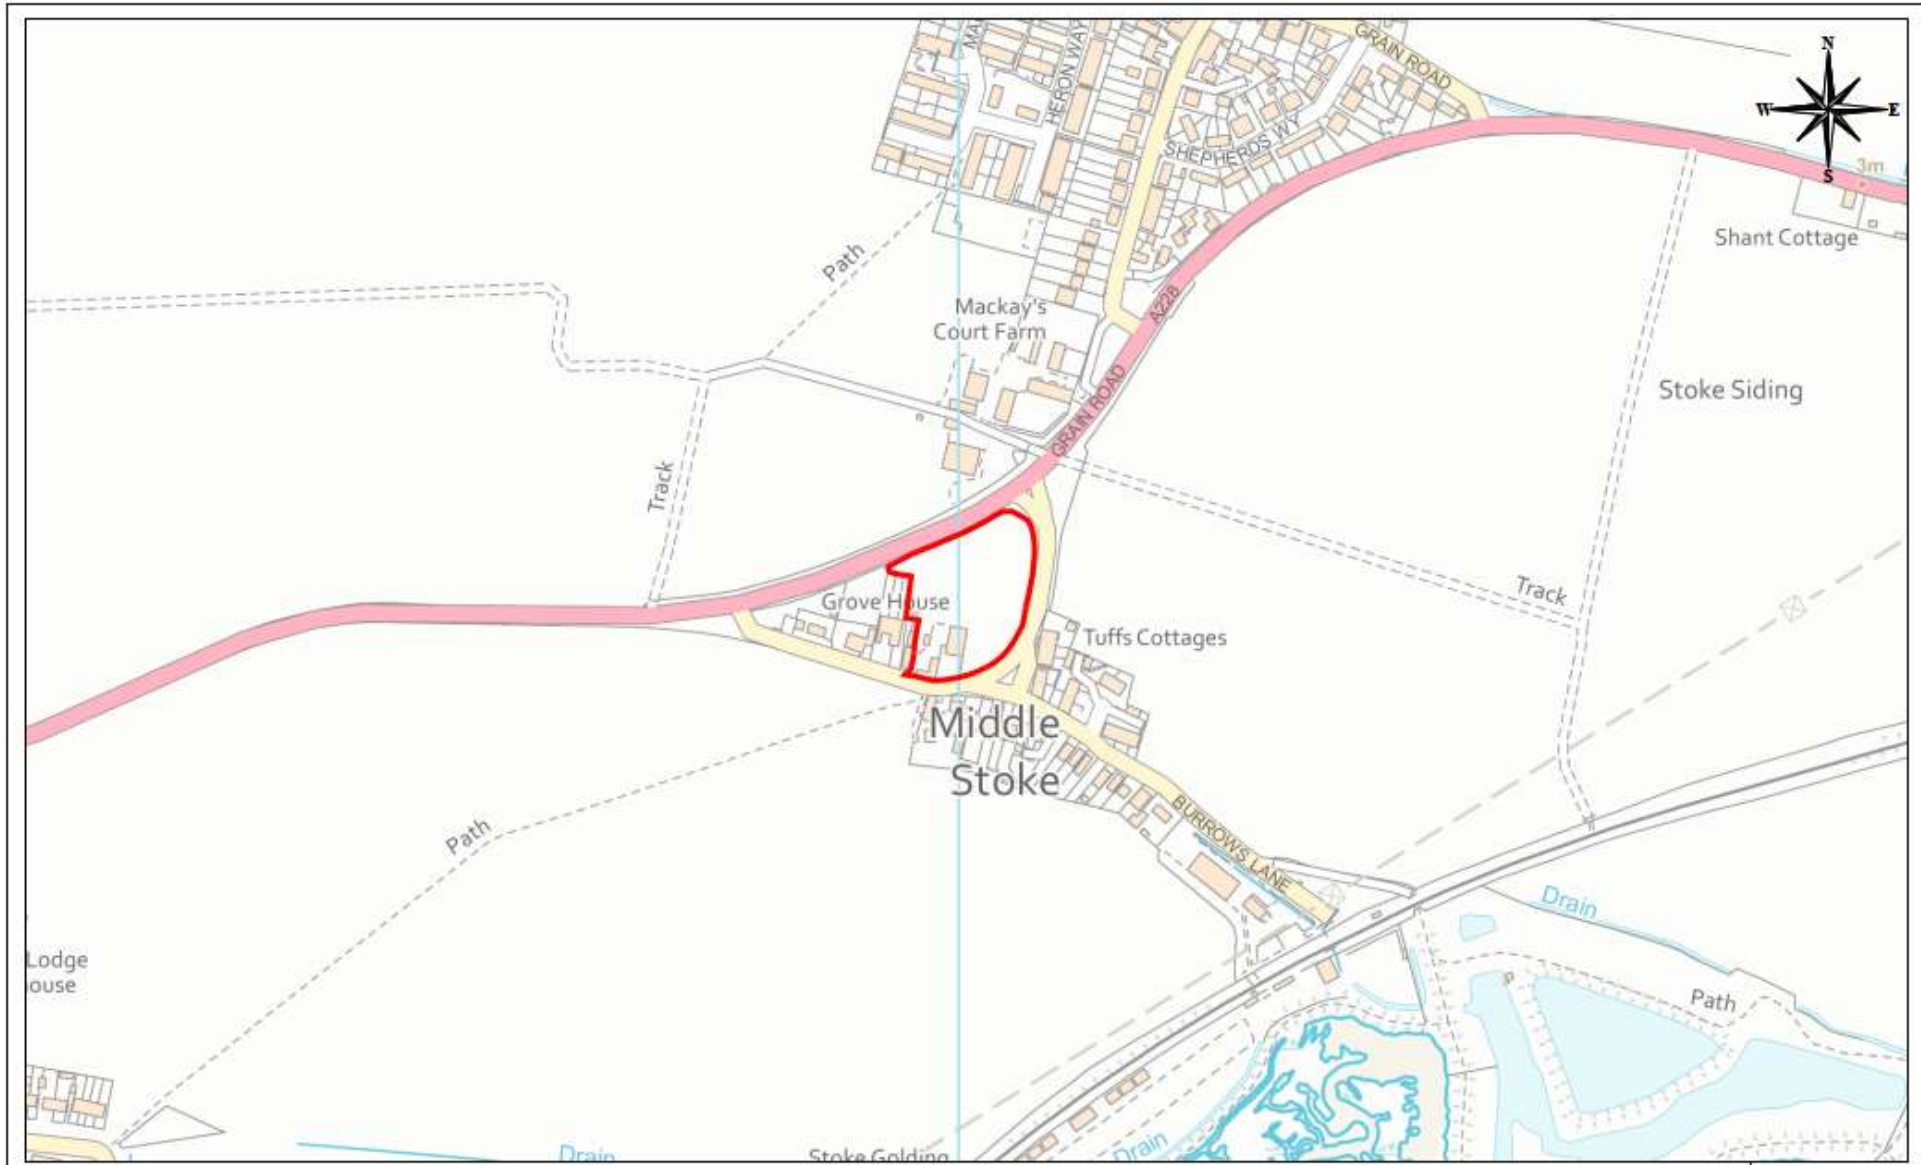 GRAIN ROAD
HERON WAY
N
W
E
S
SHEPHERDS WY
3m
Shant Cottage
Path
A228
Mackay's
Court Farm
Stoke Siding
GRAIN ROAD
Track
Track
Grove House
Tuffs Cottages
Middle
Stoke
BURROWS LANE
Path
Drain
Lodge
ouse
Path
Drain
Drain
Stoke Golding